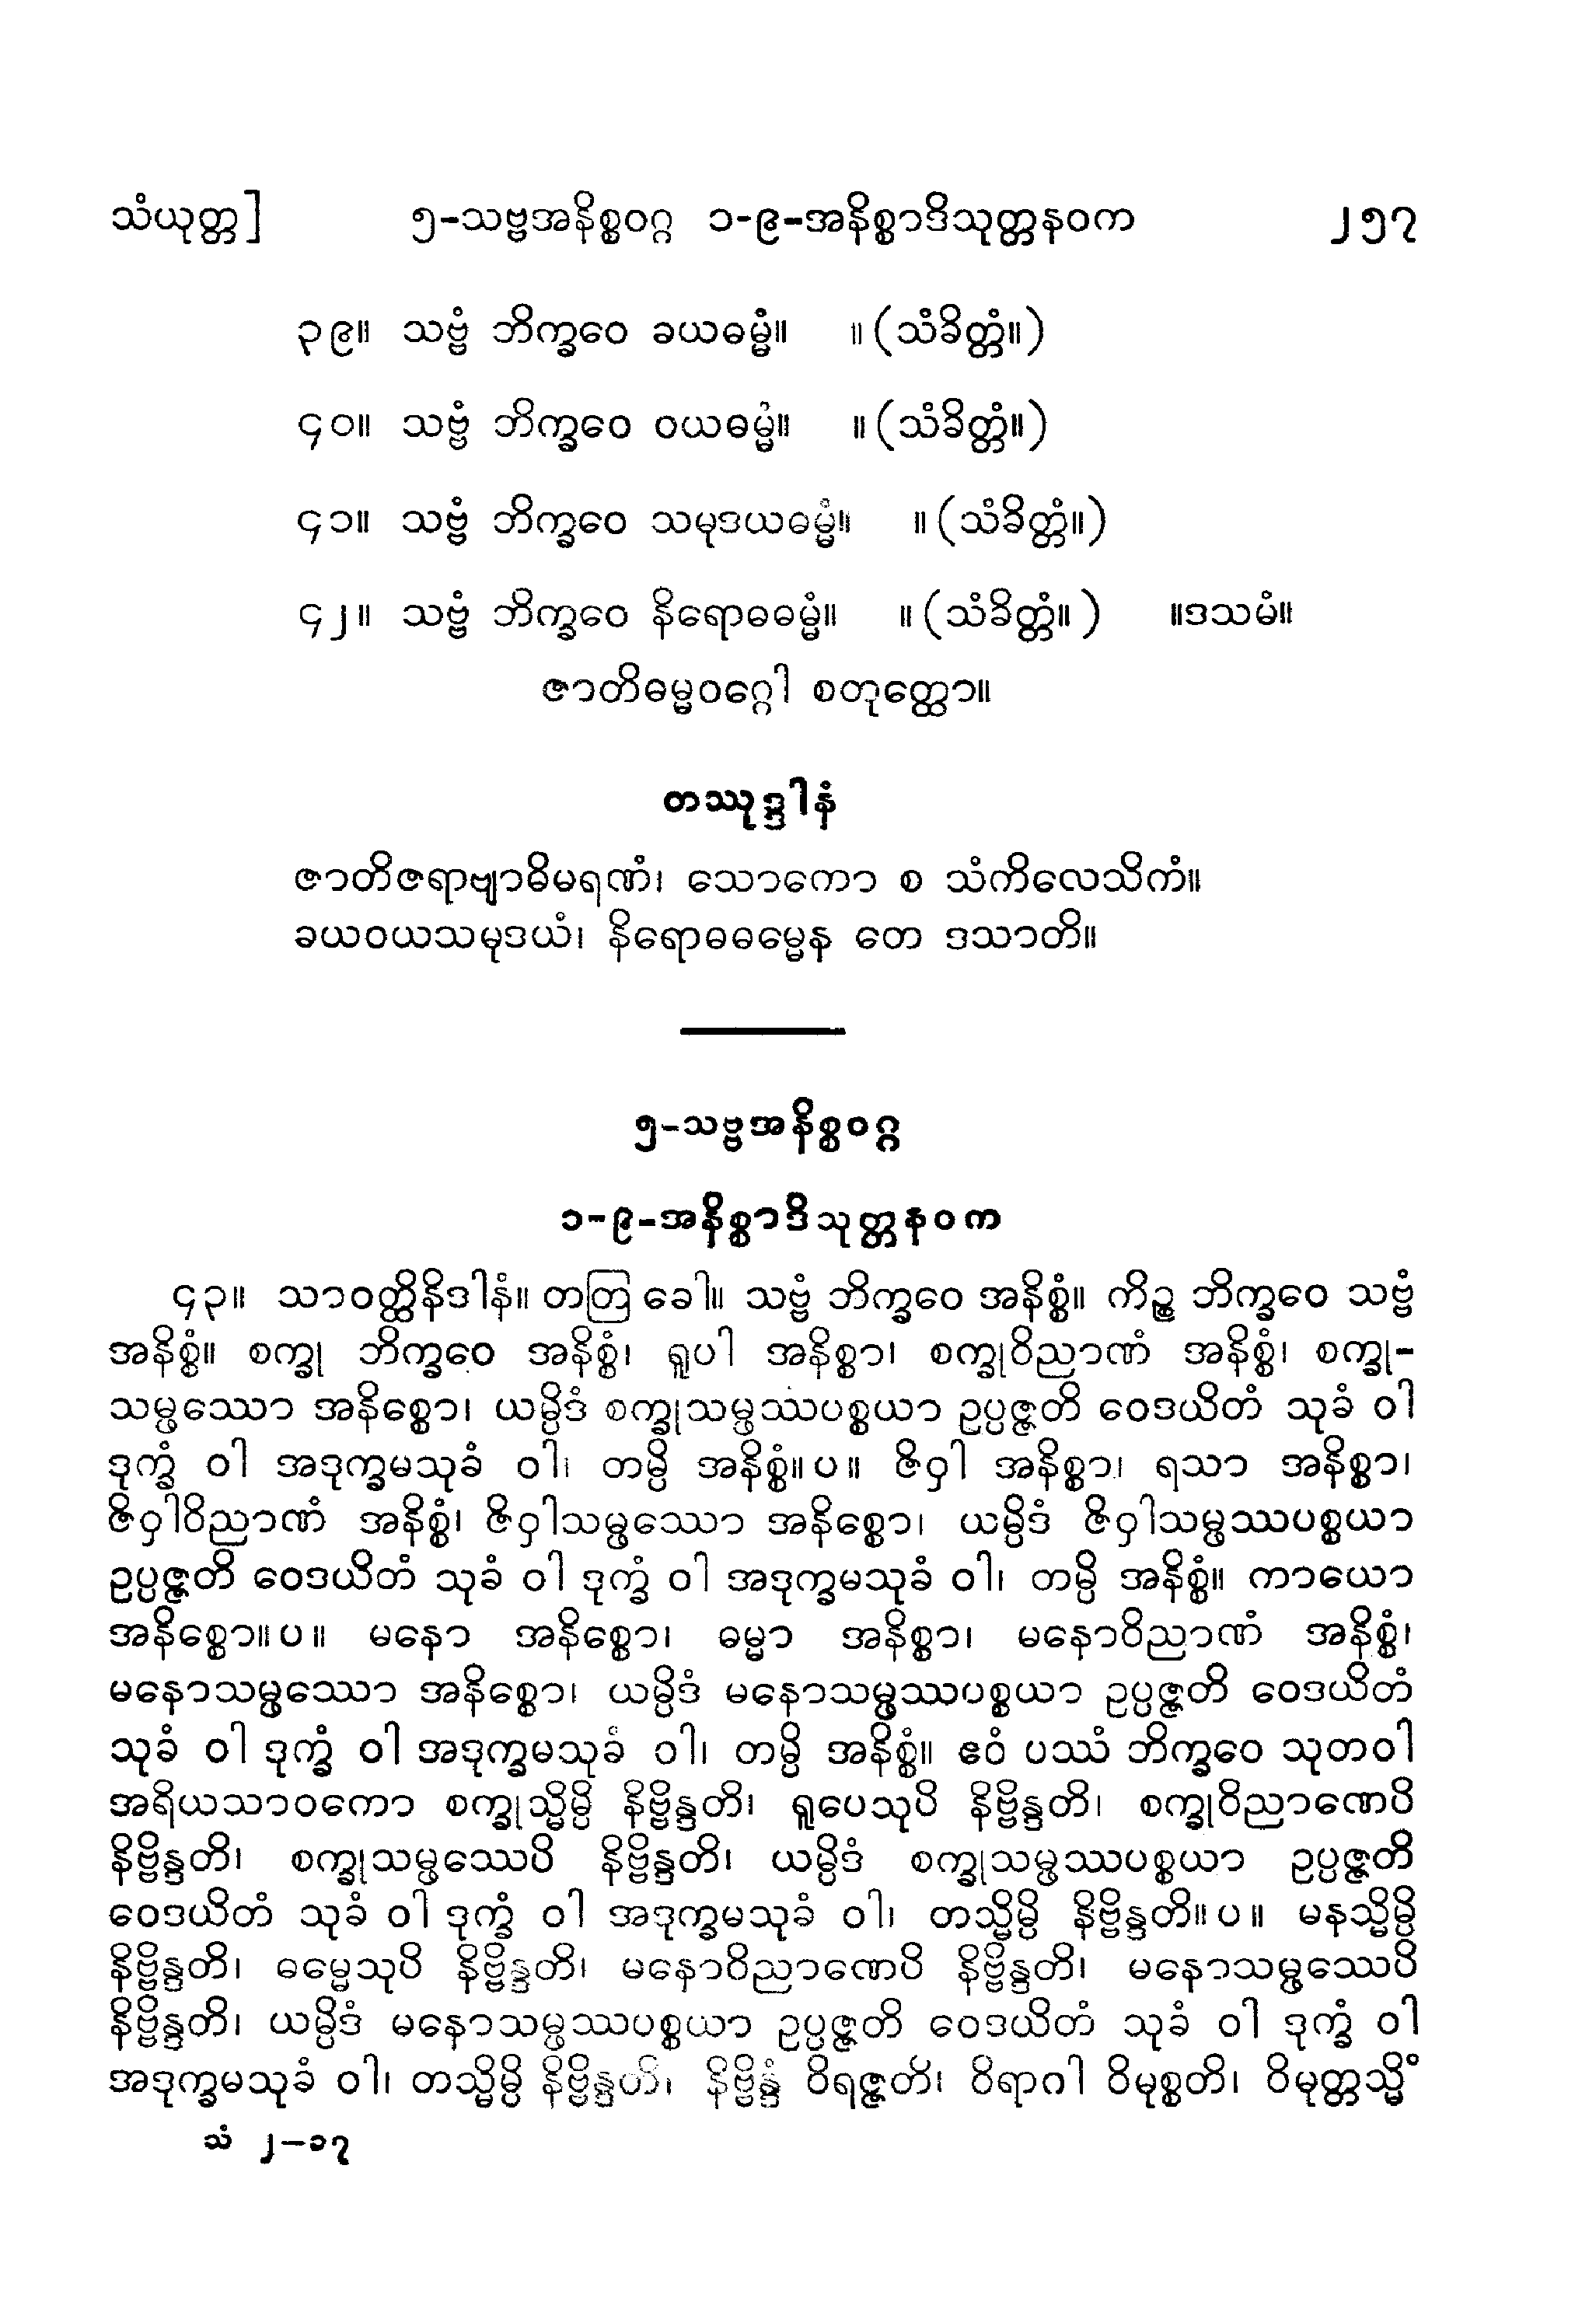 သံယုတ္တ] ၅-သဗ္ဗအနိစ္စဝဂ္ဂ ၁-၉-အနိစ္စာဒိသုတ္တနဝက ၂၅၇
၃၉။ သဗ္ဗံ ဘိက္ခဝေ ခယဓမ္မံ။ ။(သံခိတ္တံ။)
၄၀။ သဗ္ဗံ ဘိက္ခဝေ ဝယဓမ္မံ။ ။(သံခိတ္တံ။)
၄၁။ သဗ္ဗံ ဘိက္ခဝေ သမုဒယဓမ္မံ။ ။(သံခိတ္တံ။)
၄၂။ သဗ္ဗံ ဘိက္ခဝေ နိရောဓဓမ္မံ။ ။(သံခိတ္တံ။) ။ဒသမံ။
ဇာတိဓမ္မဝဂ္ဂေါ စတုတ္ထော။
တဿုဒ္ဒါနံ
ဇာတိဇရာဗျာဓိမရဏံ၊ သောကော စ သံကိလေသိကံ။
ခယဝယသမုဒယံ၊ နိရောဓဓမ္မေန တေ ဒသာတိ။
၅-သဗ္ဗအနိစ္စဝဂ္ဂ
၁-၉-အနိစ္စာဒိသုတ္တနဝက
၄၃။ သာဝတ္ထိနိဒါနံ။ တတြ ခေါ။ သဗ္ဗံ ဘိက္ခဝေ အနိစ္စံ။ ကိဉ္စ ဘိက္ခဝေ သဗ္ဗံ
အနိစ္စံ။ စက္ခု ဘိက္ခဝေ အနိစ္စံ၊ ရူပါ အနိစ္စာ၊ စက္ခုဝိညာဏံ အနိစ္စံ၊ စက္ခု-
သမ္ဖဿော အနိစ္စော၊ ယမ္ပိဒံ စက္ခုသမ္ဖဿပစ္စယာ ဥပ္ပဇ္ဇတိ ဝေဒယိတံ သုခံ ဝါ
ဒုက္ခံ ဝါ အဒုက္ခမသုခံ ဝါ၊ တမ္ပိ အနိစ္စံ။ပ။ ဇိဝှါ အနိစ္စာ၊ ရသာ အနိစ္စာ၊
ဇိဝှါဝိညာဏံ အနိစ္စံ၊ ဇိဝှါသမ္ဖဿော အနိစ္စော၊ ယမ္ပိဒံ ဇိဝှါသမ္ဖဿပစ္စယာ
ဥပ္ပဇ္ဇတိ ဝေဒယိတံ သုခံ ဝါ ဒုက္ခံ ဝါ အဒုက္ခမသုခံ ဝါ၊ တမ္ပိ အနိစ္စံ။ ကာယော
အနိစ္စော။ပ။ မနော အနိစ္စော၊ ဓမ္မာ အနိစ္စာ၊ မနောဝိညာဏံ အနိစ္စံ၊
မနောသမ္ဖဿော အနိစ္စော၊ ယမ္ပိဒံ မနောသမ္ဖဿပစ္စယာ ဥပ္ပဇ္ဇတိ ဝေဒယိတံ
သုခံ ဝါ ဒုက္ခံ ဝါ အဒုက္ခမသုခံ ဝါ၊ တမ္ပိ အနိစ္စံ။ ဧဝံ ပဿံ ဘိက္ခဝေ သုတဝါ
အရိယသာဝကော စက္ခုသ္မိမ္ပိ နိဗ္ဗိန္ဒတိ၊ ရူပေသုပိ နိဗ္ဗိန္ဒတိ၊ စက္ခုဝိညာဏေပိ
နိဗ္ဗိန္ဒတိ၊ စက္ခုသမ္ဖဿေပိ နိဗ္ဗိန္ဒတိ၊ ယမ္ပိဒံ စက္ခုသမ္ဖဿပစ္စယာ ဥပ္ပဇ္ဇတိ
ဝေဒယိတံ သုခံ ဝါ ဒုက္ခံ ဝါ အဒုက္ခမသုခံ ဝါ၊ တသ္မိမ္ပိ နိဗ္ဗိန္ဒတိ။ပ။ မနသ္မိမ္ပိ
နိဗ္ဗိန္ဒတိ၊ ဓမ္မေသုပိ နိဗ္ဗိန္ဒတိ၊ မနောဝိညာဏေပိ နိဗ္ဗိန္ဒတိ၊ မနောသမ္ဖဿေပိ
နိဗ္ဗိန္ဒတိ၊ ယမ္ပိဒံ မနောသမ္ဖဿပစ္စယာ ဥပ္ပဇ္ဇတိ ဝေဒယိတံ သုခံ ဝါ ဒုက္ခံ ဝါ
အဒုက္ခမသုခံ ဝါ၊ တသ္မိမ္ပိ နိဗ္ဗိန္ဒတိ၊ နိဗ္ဗိန္ဒံ ဝိရဇ္ဇတိ၊ ဝိရာဂါ ဝိမုစ္စတိ၊ ဝိမုတ္တသ္မိံ
သံ ၂—၁၇